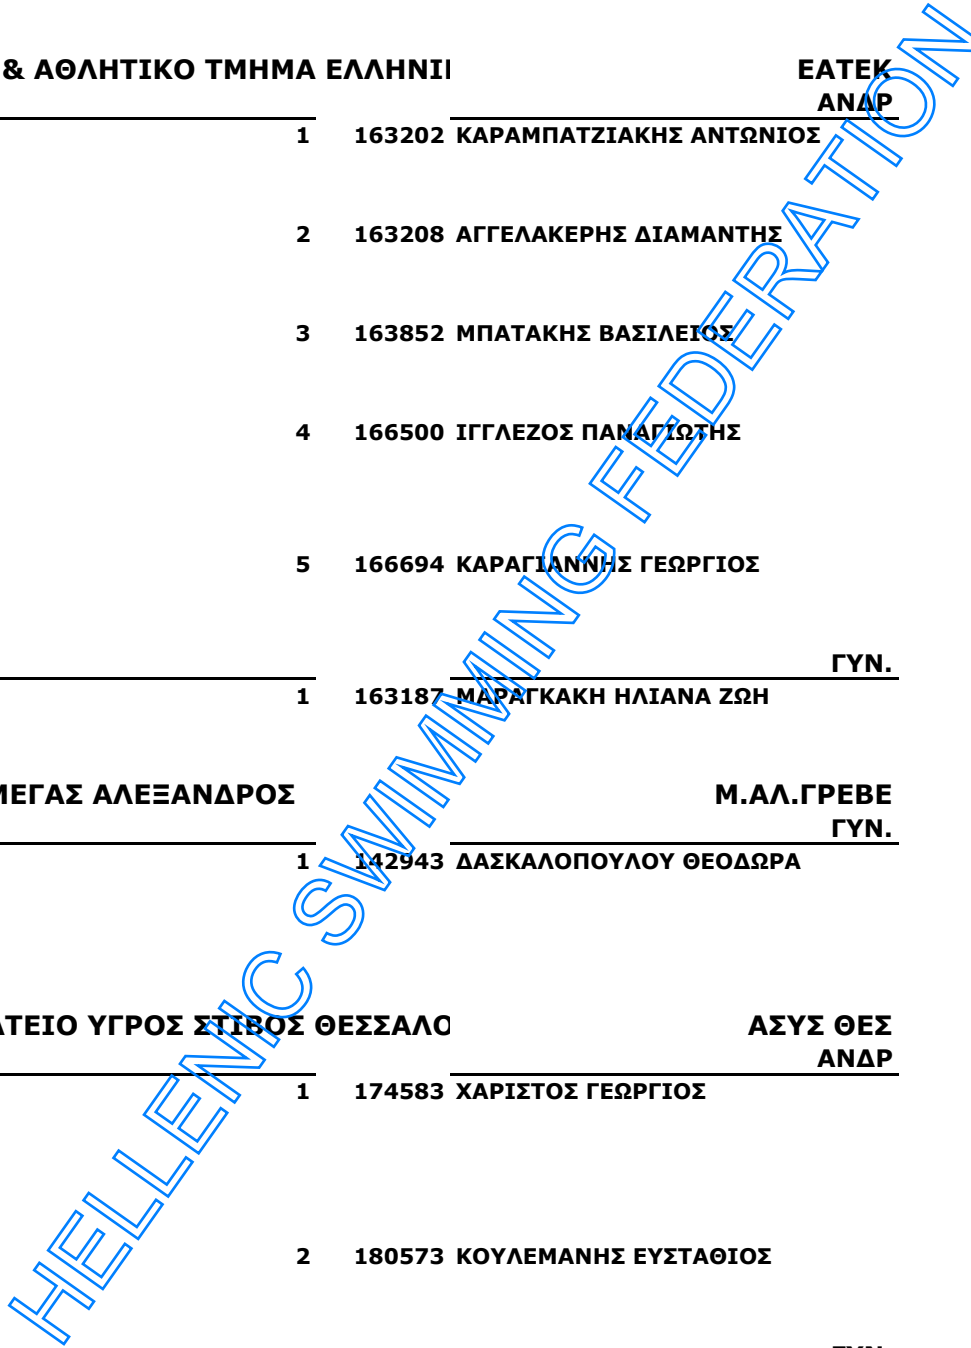 & ΑΘΛΗΤΙΚΟ ΤΜΗΜΑ ΕΛΛΗΝΙΙ ΕΑΤΕΚ
ΑΝΔΡ
1 163202 ΚΑΡΑΜΠΑΤΖΙΑΚΗΣ ΑΝΤΩΝΙΟΣ
2 163208 ΑΓΓΕΛΑΚΕΡΗΣ ΔΙΑΜΑΝΤΗΣ
3 163852 ΜΠΑΤΑΚΗΣ ΒΑΣΙΛΕΙΟΣ
4 166500 ΙΓΓΛΕΖΟΣ ΠΑΝΑΓΙΩΤΗΣ
5 166694 ΚΑΡΑΓΙΑΝΝΗΣ ΓΕΩΡΓΙΟΣ
ΓΥΝ.
1 163187 ΜΑΡΑΓΚΑΚΗ ΗΛΙΑΝΑ ΖΩΗ
ΜΕΓΑΣ ΑΛΕΞΑΝΔΡΟΣ Μ.ΑΛ.ΓΡΕΒΕ
ΓΥΝ.
1 142943 ΔΑΣΚΑΛΟΠΟΥΛΟΥ ΘΕΟΔΩΡΑ
ΑΤΕΙΟ ΥΓΡΟΣ ΣΤΙΒΟΣ ΘΕΣΣΑΛΟ ΑΣΥΣ ΘΕΣ
ΑΝΔΡ
1 174583 ΧΑΡΙΣΤΟΣ ΓΕΩΡΓΙΟΣ
2 180573 ΚΟΥΛΕΜΑΝΗΣ ΕΥΣΤΑΘΙΟΣ
HELLENIC SWIMMING FEDERATION